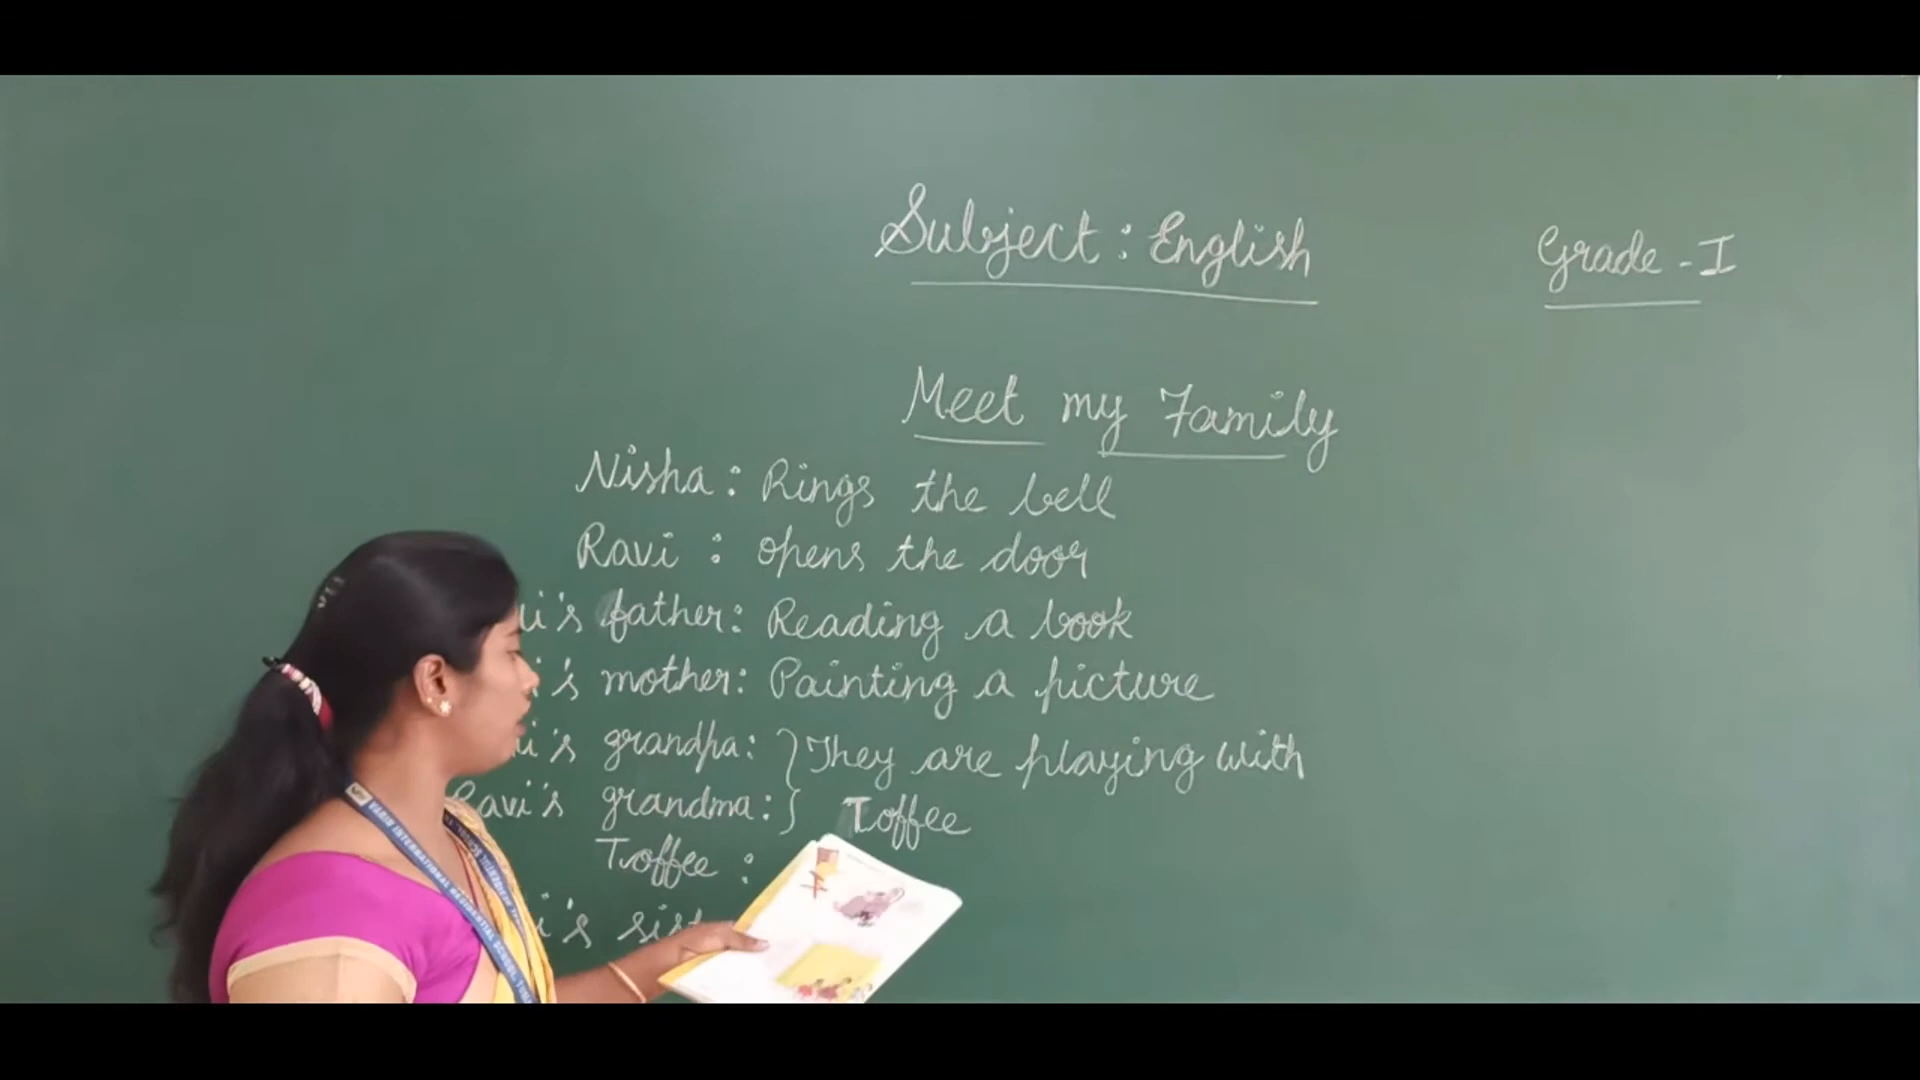 Subject : English
Grade - I
Meet my Family
Nisha : Rings the bell
Ravi : opens the door
father : Reading a book
mother : Painting a picture
grandpa : } They are playing with
Ravi's grandma : } Toffee
Toffee :